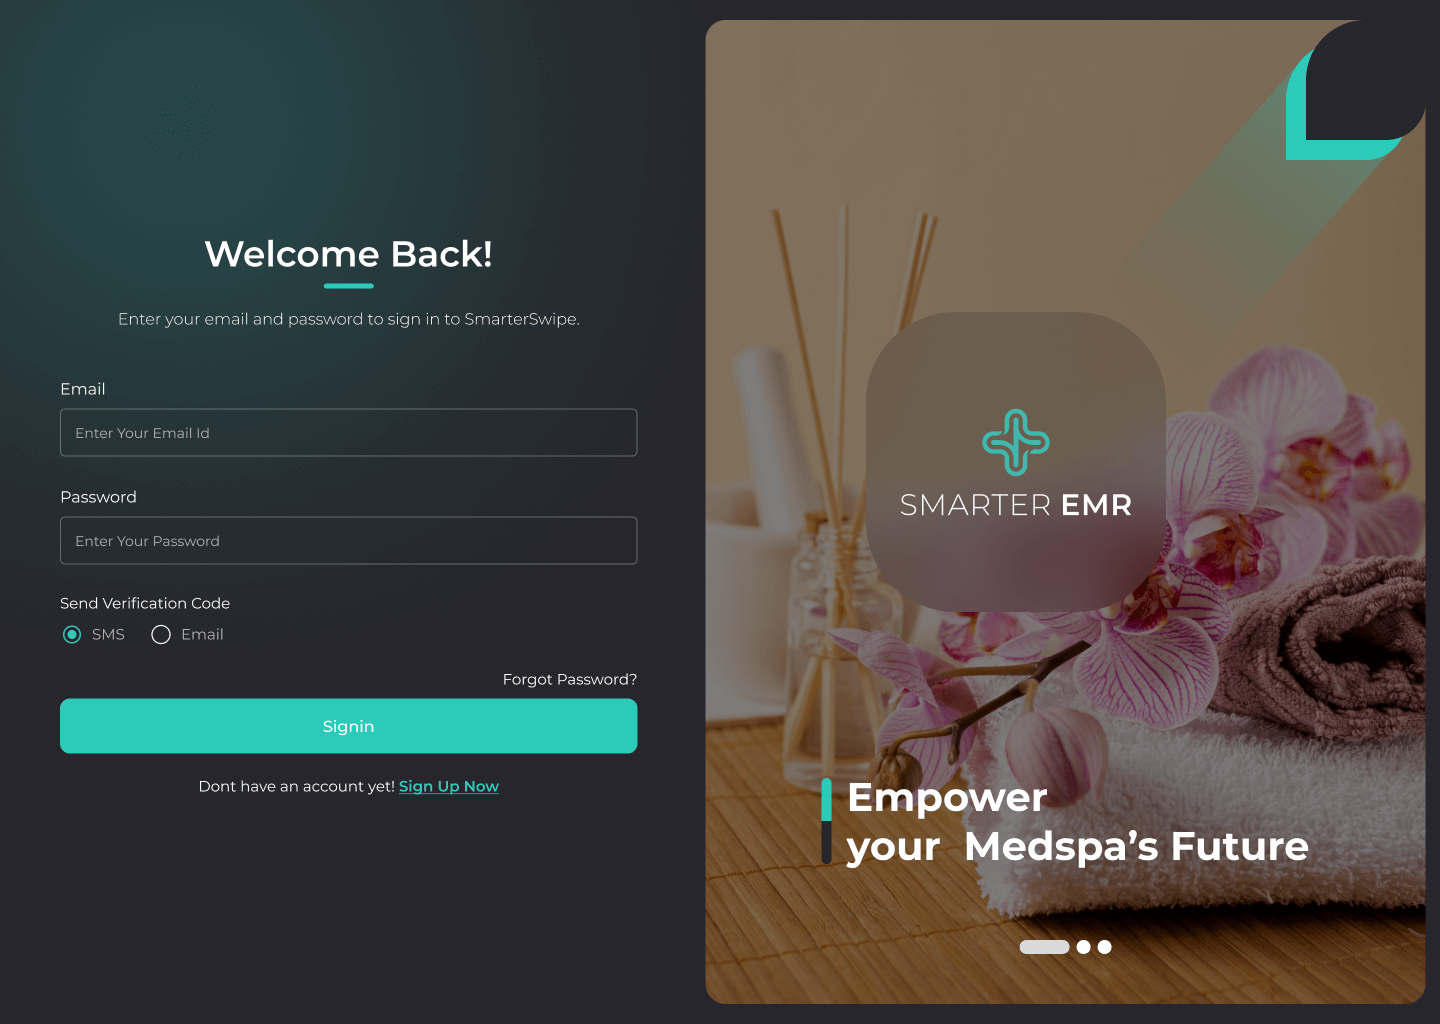 Welcome Back!
Enter your email and password to sign in to SmarterSwipe.
Email
Enter Your Email Id
Password
Enter Your Password
Send Verification Code
SMS Email
Forgot Password?
Signin
Dont have an account yet! Sign Up Now
SMARTER EMR
Empower
your Medspa’s Future